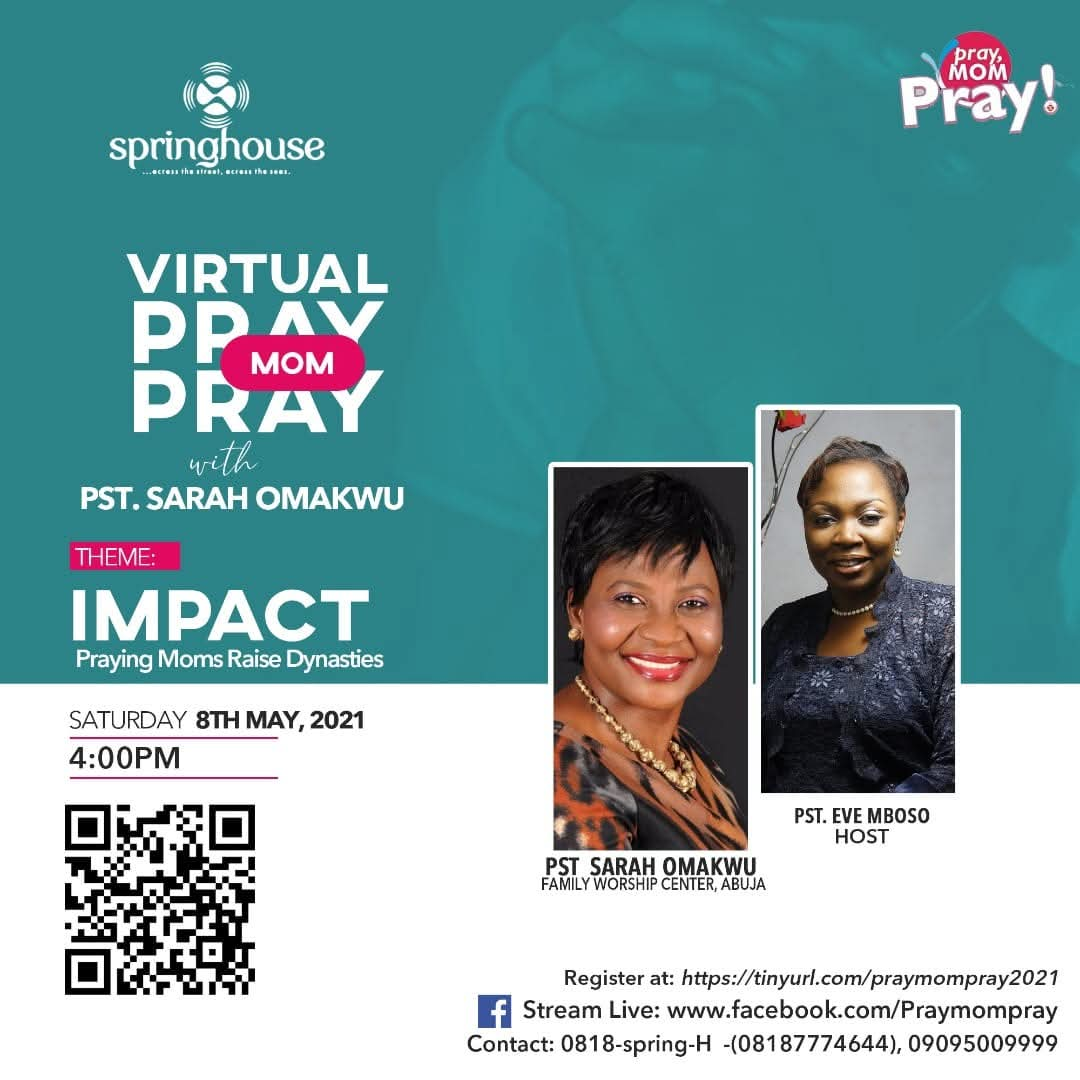 springhouse
...across the street, across the seas.
pray,
MOM
Pray!
VIRTUAL
PRAY
MOM
PRAY
with
PST. SARAH OMAKWU
THEME:
IMPACT
Praying Moms Raise Dynasties
SATURDAY 8TH MAY, 2021
4:00PM
PST. EVE MBOSO
HOST
PST SARAH OMAKWU
FAMILY WORSHIP CENTER, ABUJA
Register at: https://tinyurl.com/praymompray2021
f Stream Live: www.facebook.com/Praymompray
Contact: 0818-spring-H -(08187774644), 09095009999